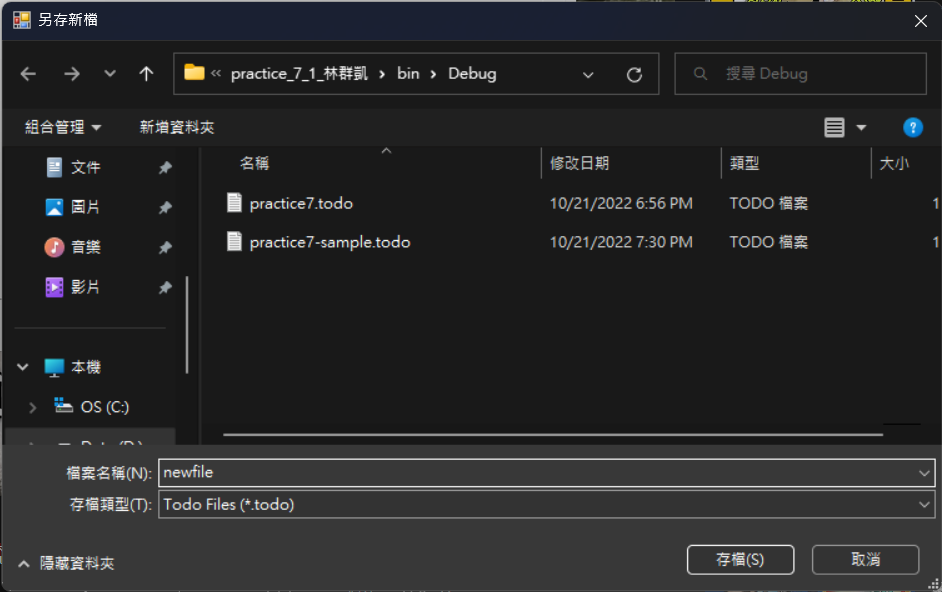 另存新檔
« practice_7_1_林群凱 › bin › Debug
搜尋 Debug
組合管理
新增資料夾
文件
圖片
音樂
影片
本機
OS (C:)
名稱 修改日期 類型 大小
practice7.todo 10/21/2022 6:56 PM TODO 檔案 1
practice7-sample.todo 10/21/2022 7:30 PM TODO 檔案 1
檔案名稱(N): newfile
存檔類型(T): Todo Files (*.todo)
隱藏資料夾
存檔(S)
取消